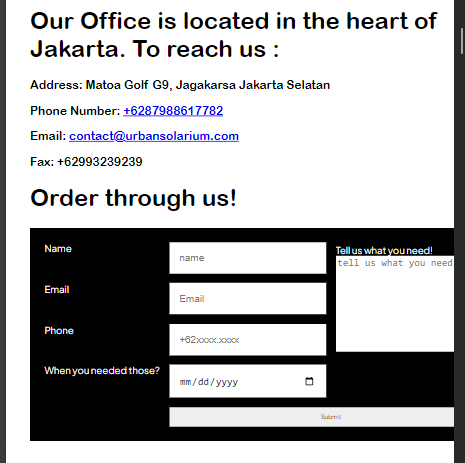 Our Office is located in the heart of
Jakarta. To reach us :
Address: Matoa Golf G9, Jagakarsa Jakarta Selatan
Phone Number: +6287988617782
Email: contact@urbansolarium.com
Fax: +62993239239
Order through us!
Name
name
Tell us what you need!
tell us what you need
Email
Email
Phone
+62xxxx.xxxx
When you needed those?
mm/dd/yyyy
Submit